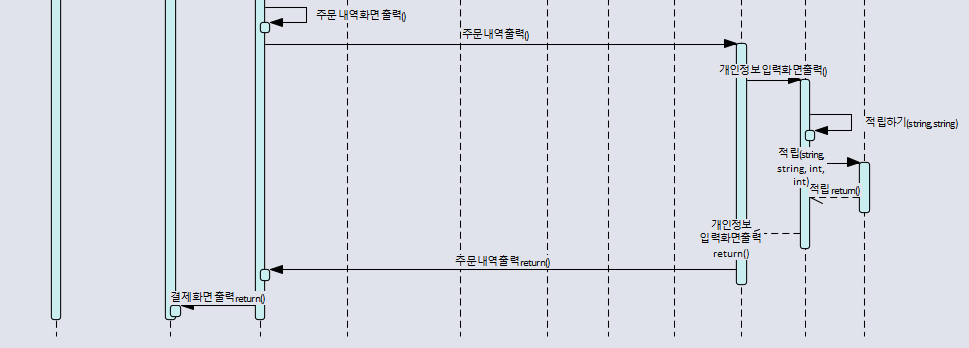 주문 내역화면 출력()
주문 내역출력()
개인정보 입력화면출력()
적립하기(string,string)
적립(string,
string, int,
int)
적립 return()
개인정보
입력화면출력
return()
주문 내역출력return()
결제 화면 출력return()